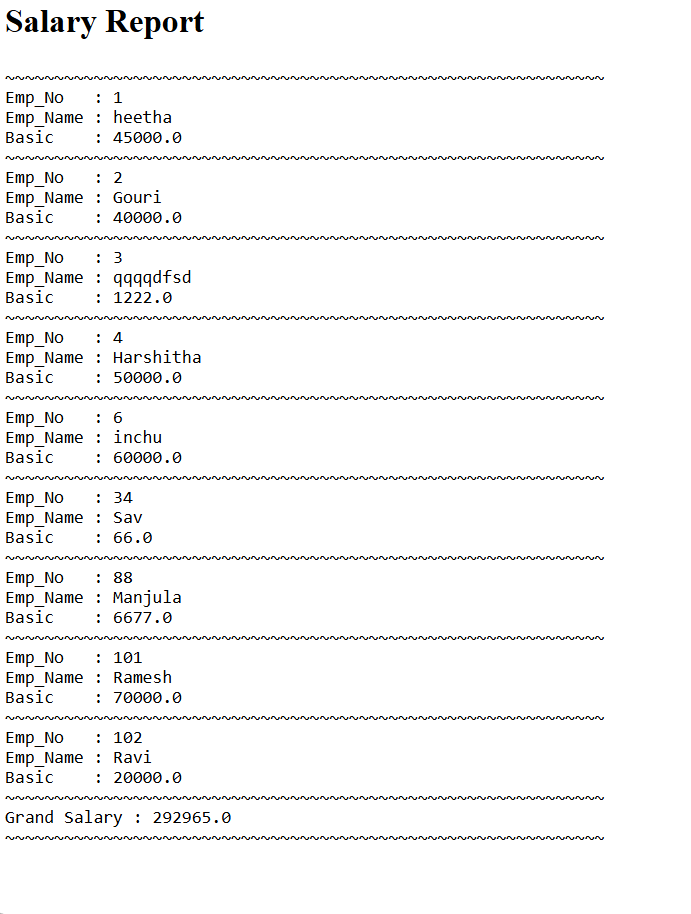 Salary Report
~~~~~~~~~~~~~~~~~~~~~~~~~~~~~~~~~~~~~~~~~~~~~~~~~~~~~~~~~~~~~
Emp_No   : 1
Emp_Name : heetha
Basic    : 45000.0
~~~~~~~~~~~~~~~~~~~~~~~~~~~~~~~~~~~~~~~~~~~~~~~~~~~~~~~~~~~~~
Emp_No   : 2
Emp_Name : Gouri
Basic    : 40000.0
~~~~~~~~~~~~~~~~~~~~~~~~~~~~~~~~~~~~~~~~~~~~~~~~~~~~~~~~~~~~~
Emp_No   : 3
Emp_Name : qqqqdfsd
Basic    : 1222.0
~~~~~~~~~~~~~~~~~~~~~~~~~~~~~~~~~~~~~~~~~~~~~~~~~~~~~~~~~~~~~
Emp_No   : 4
Emp_Name : Harshitha
Basic    : 50000.0
~~~~~~~~~~~~~~~~~~~~~~~~~~~~~~~~~~~~~~~~~~~~~~~~~~~~~~~~~~~~~
Emp_No   : 6
Emp_Name : inchu
Basic    : 60000.0
~~~~~~~~~~~~~~~~~~~~~~~~~~~~~~~~~~~~~~~~~~~~~~~~~~~~~~~~~~~~~
Emp_No   : 34
Emp_Name : Sav
Basic    : 66.0
~~~~~~~~~~~~~~~~~~~~~~~~~~~~~~~~~~~~~~~~~~~~~~~~~~~~~~~~~~~~~
Emp_No   : 88
Emp_Name : Manjula
Basic    : 6677.0
~~~~~~~~~~~~~~~~~~~~~~~~~~~~~~~~~~~~~~~~~~~~~~~~~~~~~~~~~~~~~
Emp_No   : 101
Emp_Name : Ramesh
Basic    : 70000.0
~~~~~~~~~~~~~~~~~~~~~~~~~~~~~~~~~~~~~~~~~~~~~~~~~~~~~~~~~~~~~
Emp_No   : 102
Emp_Name : Ravi
Basic    : 20000.0
~~~~~~~~~~~~~~~~~~~~~~~~~~~~~~~~~~~~~~~~~~~~~~~~~~~~~~~~~~~~~
Grand Salary : 292965.0
~~~~~~~~~~~~~~~~~~~~~~~~~~~~~~~~~~~~~~~~~~~~~~~~~~~~~~~~~~~~~